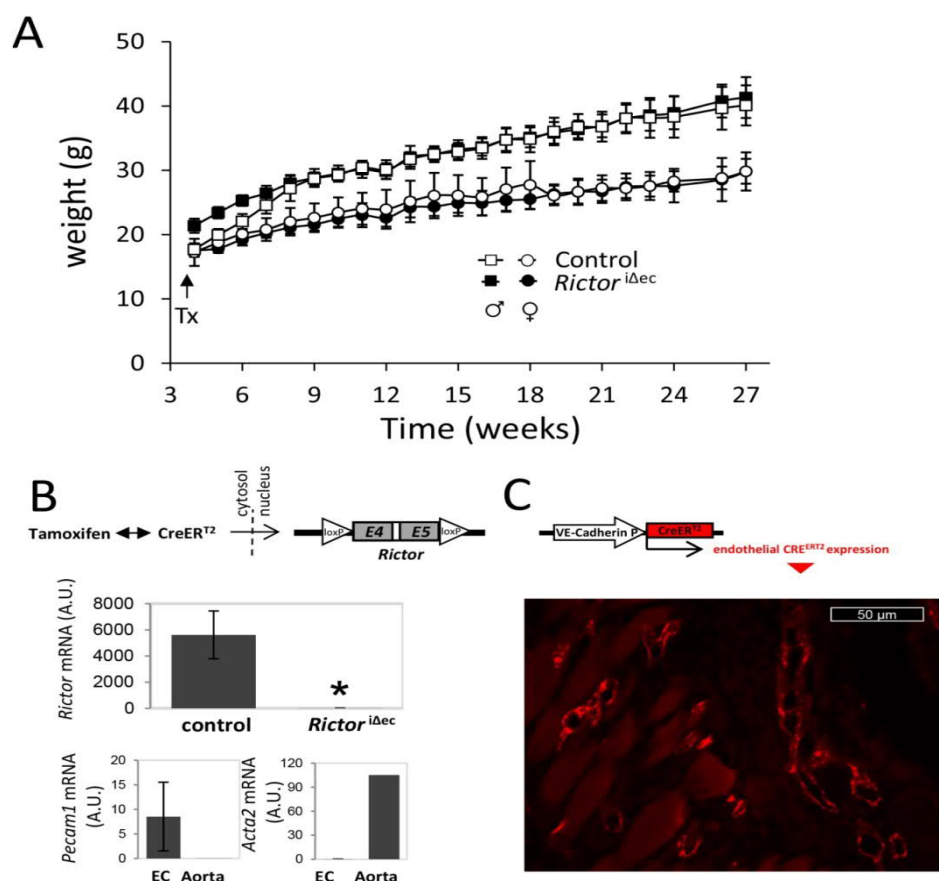 A
50
40
30
20
10
0
weight (g)
Tx
Control
Rictor iΔec
♂ ♀
3 6 9 12 15 18 21 24 27
Time (weeks)
B
cytosol
nucleus
Tamoxifen CreERT2
loxP E4 E5 loxP
Rictor
Rictor mRNA (A.U.)
8000
6000
4000
2000
0
*
control Rictor iΔec
Pecam1 mRNA
(A.U.)
20
15
10
5
0
EC Aorta
Acta2 mRNA
(A.U.)
120
90
60
30
0
EC Aorta
C
VE-Cadherin P CreERT2
endothelial CREERT2 expression
50 μm